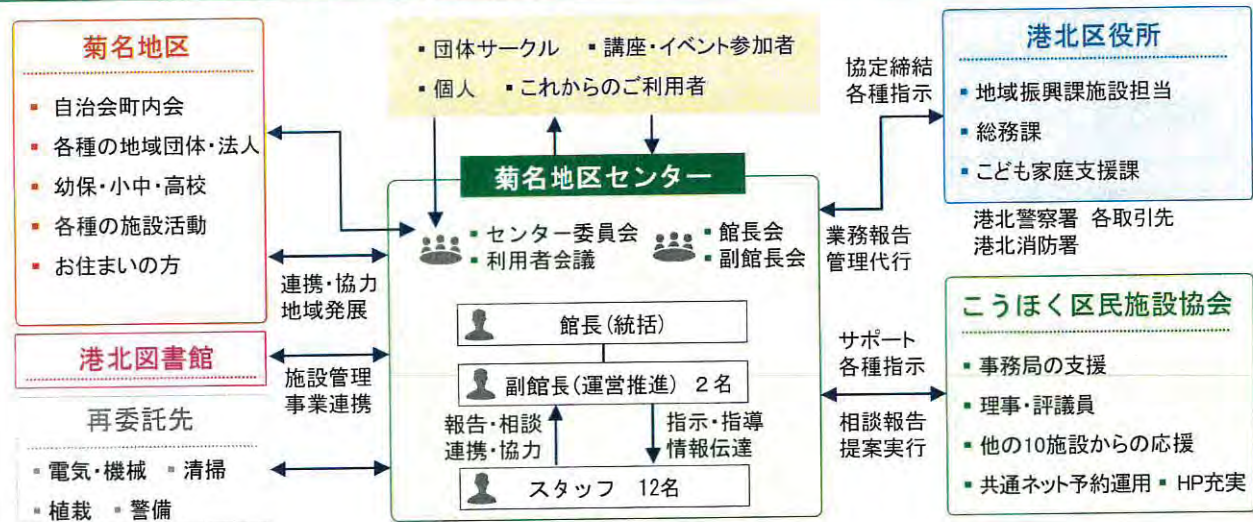 菊名地区
▪ 自治会町内会
▪ 各種の地域団体・法人
▪ 幼保・小中・高校
▪ 各種の施設活動
▪ お住まいの方
連携・協力
地域発展
港北図書館
施設管理
事業連携
再委託先
▪ 電気・機械 ▪ 清掃
▪ 植栽 ▪ 警備
▪ 団体サークル ▪ 講座・イベント参加者
▪ 個人 ▪ これからのご利用者
菊名地区センター
▪ センター委員会
▪ 利用者会議
▪ 館長会
▪ 副館長会
館長(統括)
副館長(運営推進) 2名
報告・相談
連携・協力
指示・指導
情報伝達
スタッフ 12名
協定締結
各種指示
業務報告
管理代行
港北区役所
▪ 地域振興課施設担当
▪ 総務課
▪ こども家庭支援課
港北警察署 各取引先
港北消防署
サポート
各種指示
相談報告
提案実行
こうほく区民施設協会
▪ 事務局の支援
▪ 理事・評議員
▪ 他の10施設からの応援
▪ 共通ネット予約運用 ▪ HP充実